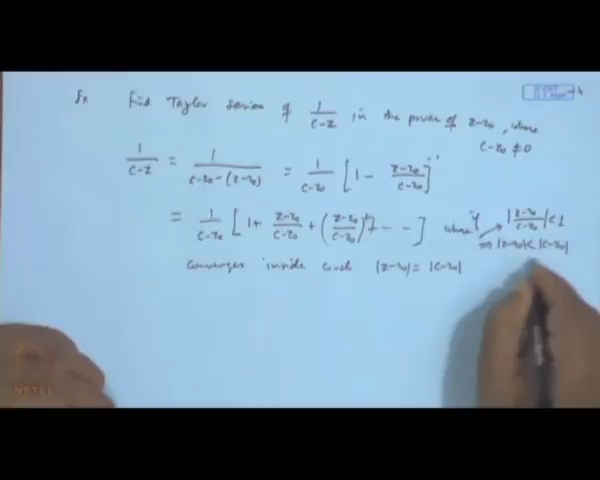 Ex Find Taylor Series of 1/(c-z) in the power of z-z₀, where c-z₀ ≠ 0
1/(c-z) = 1/(c-z₀-(z-z₀)) = 1/(c-z₀) [1 - (z-z₀)/(c-z₀)]⁻¹
= 1/(c-z₀) [1 + (z-z₀)/(c-z₀) + ((z-z₀)/(c-z₀))² + - - ] where if |(z-z₀)/(c-z₀)| < 1
⇒ |z-z₀| < |c-z₀|
Converges inside circle |z-z₀| = |c-z₀|
NPTEL